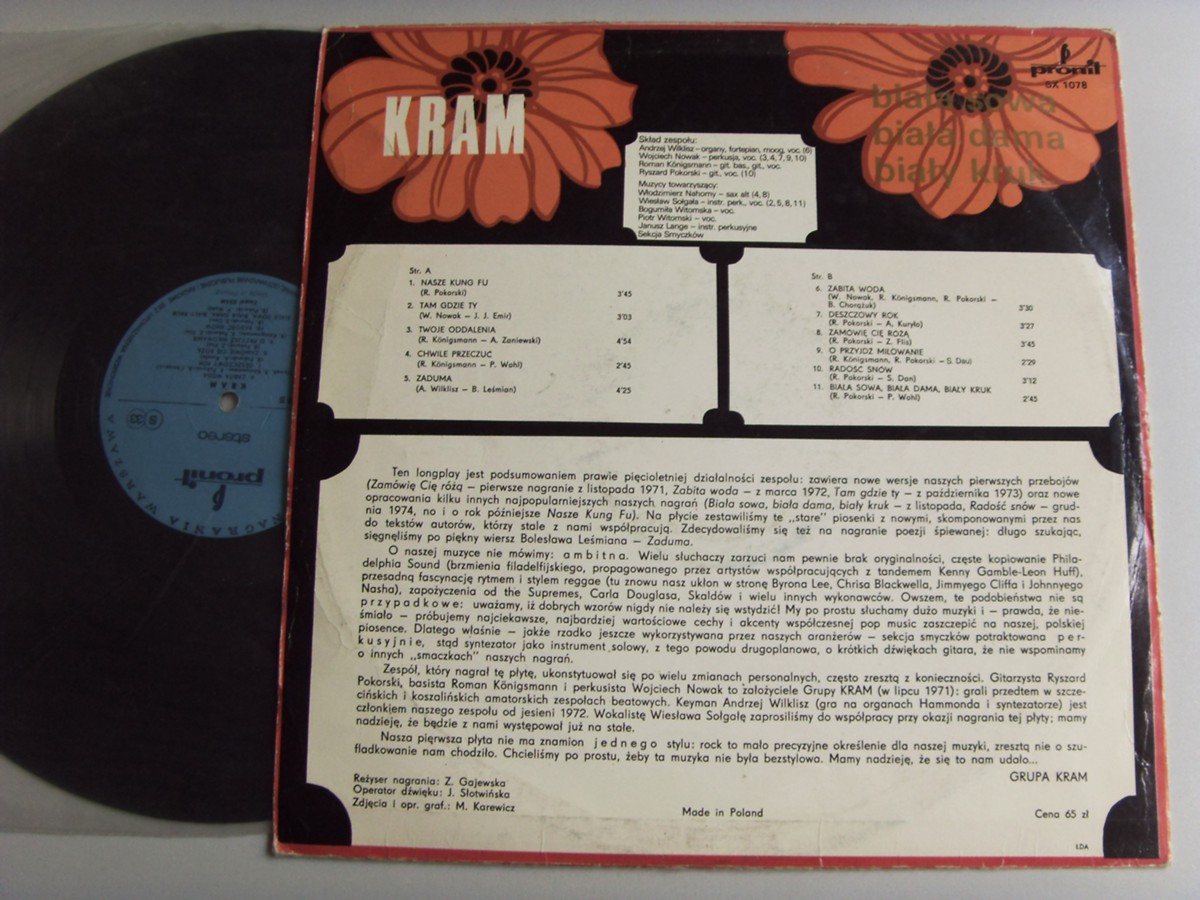 KRAM
pronit
SX 1078
biała sowa
biała dama
biały kruk
Skład zespołu:
Andrzej Wilklisz – organy, fortepian, moog, voc. (6)
Wojciech Nowak – perkusja, voc. (3, 4, 7, 9, 10)
Roman Königsmann – git. bas., git., voc.
Ryszard Pokorski – git., voc. (10)
Muzycy towarzyszący:
Włodzimierz Nahorny – sax alt (4, 8)
Wiesław Sołgała – instr. perk., voc. (2, 5, 8, 11)
Bogumiła Witomska – voc.
Piotr Witomski – voc.
Janusz Lange – instr. perkusyjne
Sekcja Smyczków
Str. A
1. NASZE KUNG FU
(R. Pokorski) 3'45
2. TAM GDZIE TY
(W. Nowak – J. J. Emir) 3'03
3. TWOJE ODDALENIA
(R. Königsmann – A. Zaniewski) 4'54
4. CHWILE PRZECZUĆ
(R. Königsmann – P. Wohl) 2'45
5. ZADUMA
(A. Wilklisz – B. Leśmian) 4'25
Str. B
6. ZABITA WODA
(W. Nowak, R. Königsmann, R. Pokorski –
B. Chorążuk) 3'30
7. DESZCZOWY ROK
(R. Pokorski – A. Kuryło) 3'27
8. ZAMÓWIĘ CIĘ RÓŻĄ
(R. Pokorski – Z. Flis) 3'45
9. O PRZYJDŹ MIŁOWANIE
(R. Königsmann, R. Pokorski – S. Dau) 2'29
10. RADOŚĆ SNÓW
(R. Pokorski – S. Dan) 3'12
11. BIAŁA SOWA, BIAŁA DAMA, BIAŁY KRUK
(R. Pokorski – P. Wohl) 2'45
Ten longplay jest podsumowaniem prawie pięcioletniej działalności zespołu: zawiera nowe wersje naszych pierwszych przebojów
(Zamówię Cię różą – pierwsze nagranie z listopada 1971, Zabita woda – z marca 1972, Tam gdzie ty – z października 1973) oraz nowe
opracowania kilku innych najpopularniejszych naszych nagrań (Biała sowa, biała dama, biały kruk – z listopada, Radość snów – grud-
nia 1974, no i o rok późniejsze Nasze Kung Fu). Na płycie zestawiliśmy te „stare" piosenki z nowymi, skomponowanymi przez nas
do tekstów autorów, którzy stale z nami współpracują. Zdecydowaliśmy się też na nagranie poezji śpiewanej: długo szukając,
sięgnęliśmy po piękny wiersz Bolesława Leśmiana – Zaduma.
O naszej muzyce nie mówimy: ambitna. Wielu słuchaczy zarzuci nam pewnie brak oryginalności, częste kopiowanie Phila-
delphia Sound (brzmienia filadelfijskiego, propagowanego przez artystów współpracujących z tandemem Kenny Gamble-Leon Huff),
przesadną fascynację rytmem i stylem reggae (tu znowu nasz ukłon w stronę Byrona Lee, Chrisa Blackwella, Jimmyego Cliffa i Johnnyego
Nasha), zapożyczenia od the Supremes, Carla Douglasa, Skaldów i wielu innych wykonawców. Owszem, te podobieństwa nie są
przypadkowe: uważamy, iż dobrych wzorów nigdy nie należy się wstydzić! My po prostu słuchamy dużo muzyki i – prawda, że nie-
śmiało – próbujemy najciekawsze, najbardziej wartościowe cechy i akcenty współczesnej pop music zaszczepić na naszej, polskiej
piosence. Dlatego właśnie – jakże rzadko jeszcze wykorzystywana przez naszych aranżerów – sekcja smyczków potraktowana per-
kusyjnie, stąd syntezator jako instrument solowy, z tego powodu drugoplanowa, o krótkich dźwiękach gitara, że nie wspominamy
o innych „smaczkach" naszych nagrań.
Zespół, który nagrał tę płytę, ukonstytuował się po wielu zmianach personalnych, często zresztą z konieczności. Gitarzysta Ryszard
Pokorski, basista Roman Königsmann i perkusista Wojciech Nowak to założyciele Grupy KRAM (w lipcu 1971): grali przedtem w szcze-
cińskich i koszalińskich amatorskich zespołach beatowych. Keyman Andrzej Wilklisz (gra na organach Hammonda i syntezatorze) jest
członkiem naszego zespołu od jesieni 1972. Wokalistę Wiesława Sołgałę zaprosiliśmy do współpracy przy okazji nagrania tej płyty; mamy
nadzieję, że będzie z nami występował już na stałe.
Nasza pierwsza płyta nie ma znamion jednego stylu: rock to mało precyzyjne określenie dla naszej muzyki, zresztą nie o szu-
fladkowanie nam chodziło. Chcieliśmy po prostu, żeby ta muzyka nie była bezstylowa. Mamy nadzieję, że się to nam udało...
GRUPA KRAM
Reżyser nagrania: Z. Gajewska
Operator dźwięku: J. Słotwińska
Zdjęcia i opr. graf.: M. Karewicz
Made in Poland
Cena 65 zł
ŁDA
KRAM
S 33
stereo
pronit
NAGRANIA WARSZAWA